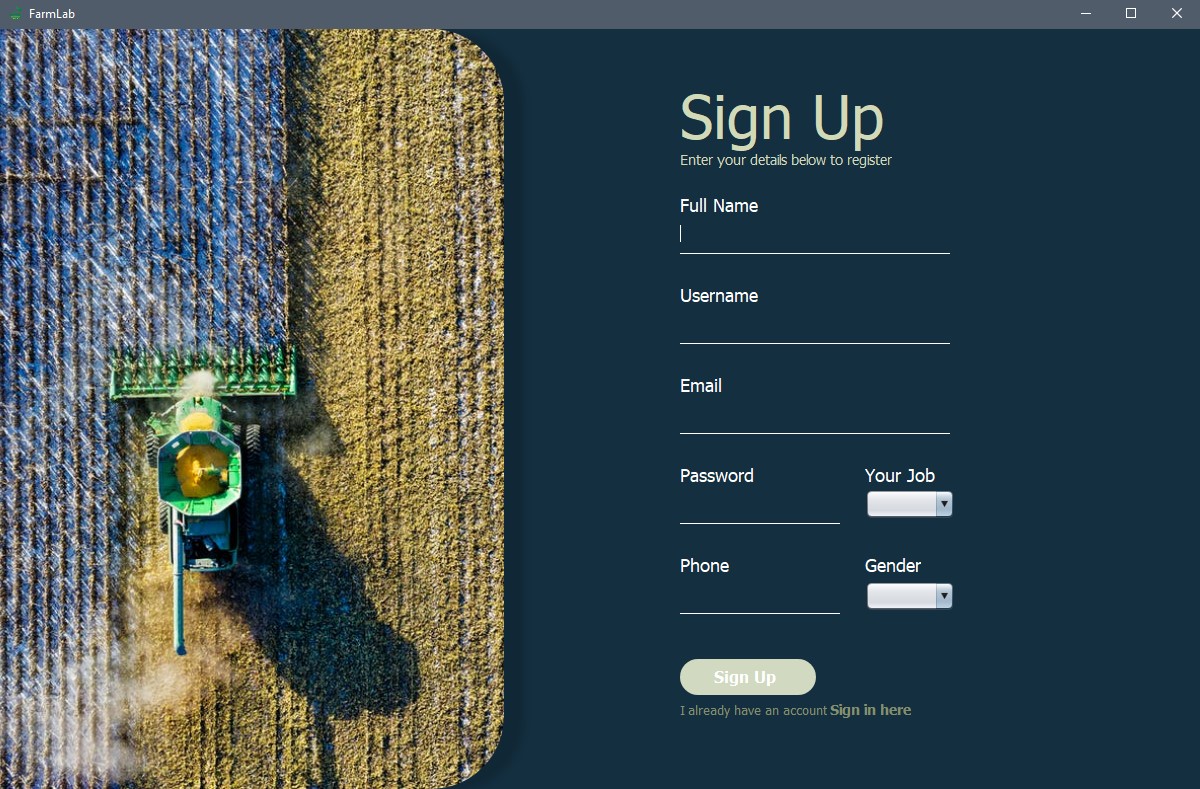 FarmLab
Sign Up
Enter your details below to register
Full Name
Username
Email
Password
Your Job
Phone
Gender
Sign Up
I already have an account Sign in here